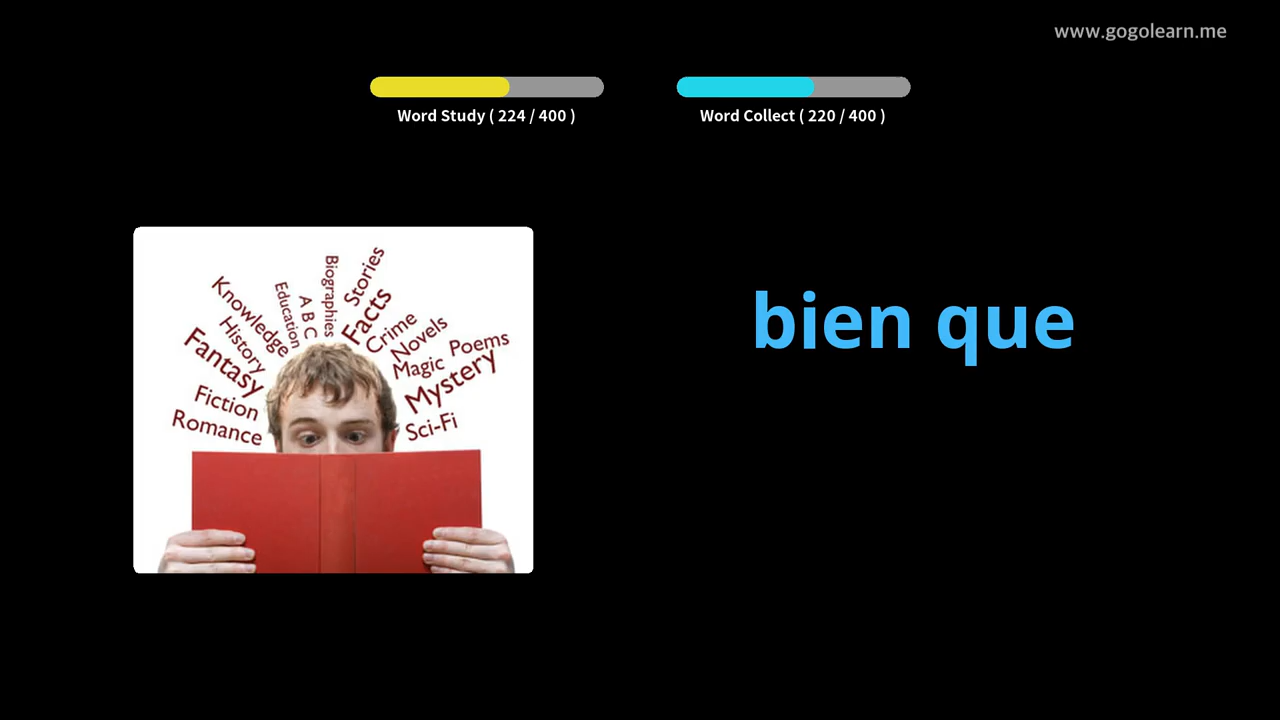 www.gogolearn.me
Word Study ( 224 / 400 )
Word Collect ( 220 / 400 )
bien que
Stories
Biographies
A B C
Education
Facts
Knowledge
Crime
History
Novels
Poems
Fantasy
Magic
Mystery
Fiction
Romance
Sci-Fi